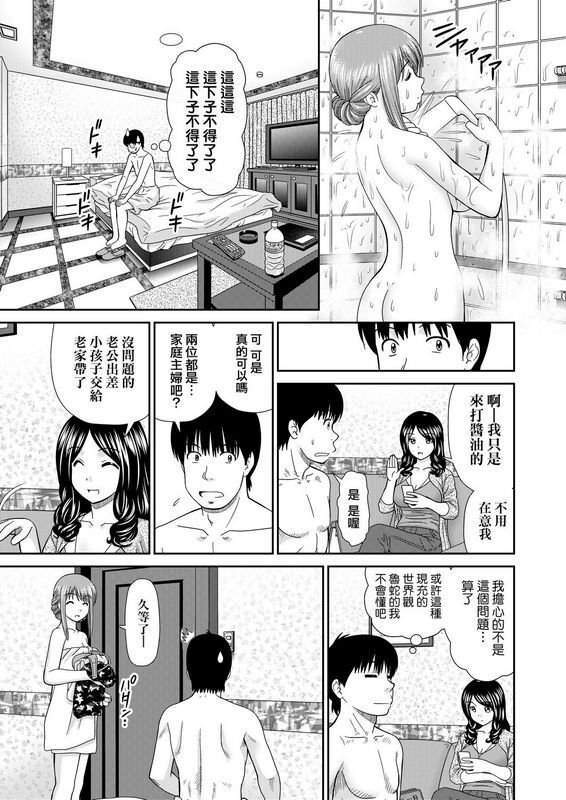 シャアアア
這這這
這下子不得了了
這下子不得了了
ドキ
ドキ
啊—我只是
來打醬油的
不用
在意我
是 是喔
可 可是
真的可以嗎
兩位都是…
家庭主婦吧？
沒問題的
老公出差
小孩子交給
老家帶了
我擔心的不是
這個問題…
算了
或許這種
現充的
世界觀
魯蛇的我
不會懂吧
久等了—
パタン…